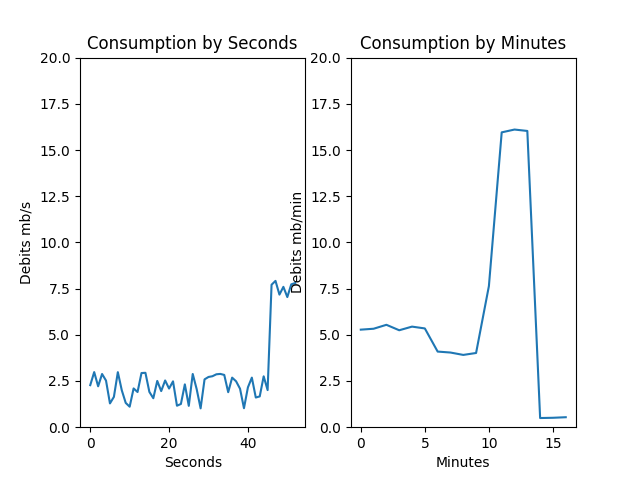 Consumption by Seconds
20.0
17.5
15.0
12.5
10.0
7.5
5.0
2.5
0.0
Debits mb/s
0 20 40
Seconds
Consumption by Minutes
20.0
17.5
15.0
12.5
10.0
7.5
5.0
2.5
0.0
Debits mb/min
0 5 10 15
Minutes